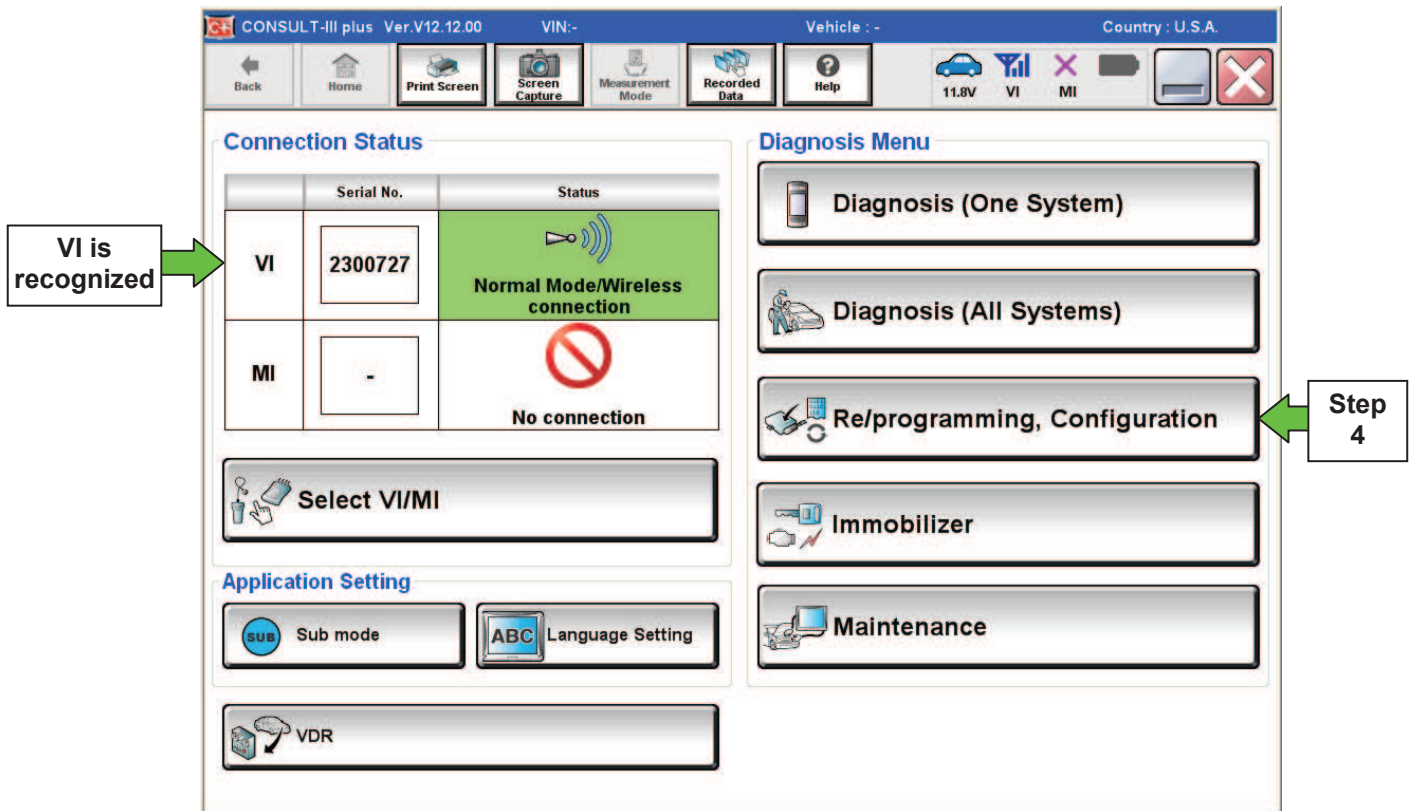 CONSULT-III plus Ver.V12.12.00 VIN:- Vehicle : - Country : U.S.A.
Back
Home
Print Screen
Screen
Capture
Measurement
Mode
Recorded
Data
Help
11.8V
VI
MI
Connection Status
Serial No.
Status
VI
2300727
Normal Mode/Wireless
connection
MI
-
No connection
Select VI/MI
Application Setting
SUB
Sub mode
ABC
Language Setting
VDR
Diagnosis Menu
Diagnosis (One System)
Diagnosis (All Systems)
Re/programming, Configuration
Immobilizer
Maintenance
VI is
recognized
Step
4